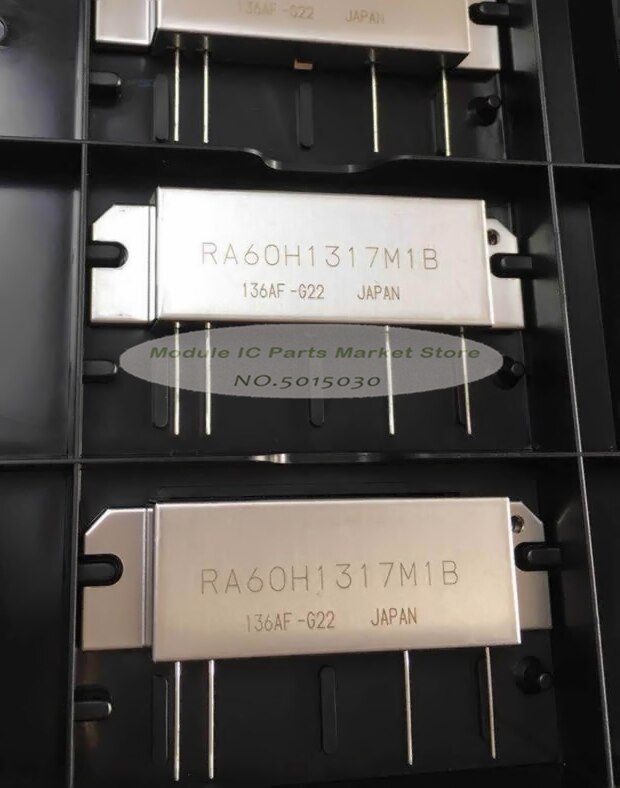 136AF-G22 JAPAN
RA60H1317M1B
136AF-G22 JAPAN
Module IC Parts Market Store
NO.5015030
RA60H1317M1B
136AF-G22 JAPAN